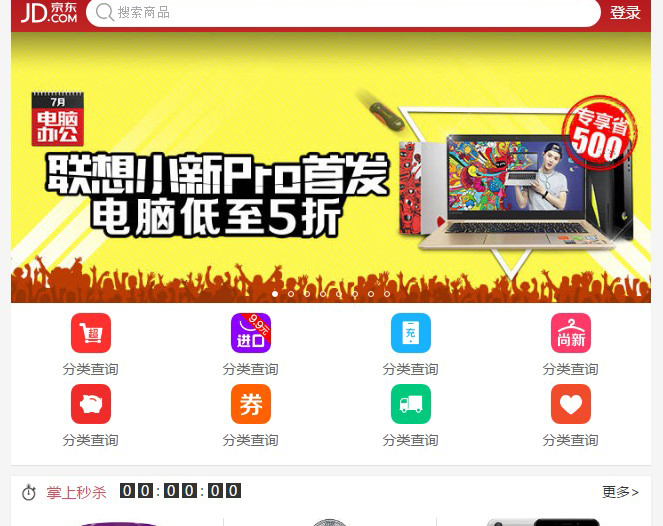 JD 京东 .COM 搜索商品 登录
7月
电脑
办公
专享省
500
联想小新Pro首发
电脑低至5折
超 9.9元 进口 充 尚新
分类查询 分类查询 分类查询 分类查询
券
分类查询 分类查询 分类查询 分类查询
掌上秒杀 00:00:00 更多>